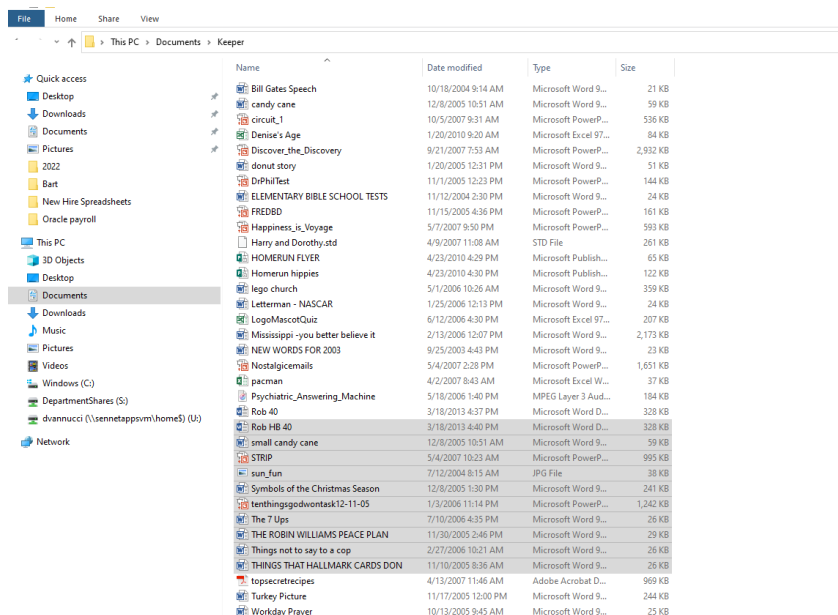 File Home Share View
This PC > Documents > Keeper
Name Date modified Type Size
Quick access
Desktop
Downloads
Documents
Pictures
2022
Bart
New Hire Spreadsheets
Oracle payroll
This PC
3D Objects
Desktop
Documents
Downloads
Music
Pictures
Videos
Windows (C:)
DepartmentShares (S:)
dvannucci (\\sennetappsvm\home$) (U:)
Network
Bill Gates Speech 10/18/2004 9:14 AM Microsoft Word 9... 21 KB
candy cane 12/8/2005 10:51 AM Microsoft Word 9... 59 KB
circuit_1 10/5/2007 9:31 AM Microsoft PowerP... 536 KB
Denise's Age 1/20/2010 9:20 AM Microsoft Excel 97... 84 KB
Discover_the_Discovery 9/21/2007 7:53 AM Microsoft PowerP... 2,932 KB
donut story 1/20/2005 12:31 PM Microsoft Word 9... 51 KB
DrPhilTest 11/1/2005 12:23 PM Microsoft PowerP... 144 KB
ELEMENTARY BIBLE SCHOOL TESTS 11/12/2004 2:30 PM Microsoft Word 9... 24 KB
FREDBD 11/15/2005 4:36 PM Microsoft PowerP... 161 KB
Happiness_is_Voyage 5/7/2007 9:50 PM Microsoft PowerP... 593 KB
Harry and Dorothy.std 4/9/2007 11:08 AM STD File 261 KB
HOMERUN FLYER 4/23/2010 4:29 PM Microsoft Publish... 65 KB
Homerun hippies 4/23/2010 4:30 PM Microsoft Publish... 122 KB
lego church 5/1/2006 10:26 AM Microsoft Word 9... 359 KB
Letterman - NASCAR 1/25/2006 12:13 PM Microsoft Word 9... 24 KB
LogoMascotQuiz 6/12/2006 4:30 PM Microsoft Excel 97... 207 KB
Mississippi -you better believe it 2/13/2006 12:07 PM Microsoft Word 9... 2,173 KB
NEW WORDS FOR 2003 9/25/2003 4:43 PM Microsoft Word 9... 23 KB
Nostalgicemails 5/4/2007 2:28 PM Microsoft PowerP... 1,651 KB
pacman 4/2/2007 8:43 AM Microsoft Excel W... 37 KB
Psychiatric_Answering_Machine 5/18/2006 1:40 PM MPEG Layer 3 Aud... 184 KB
Rob 40 3/18/2013 4:37 PM Microsoft Word D... 328 KB
Rob HB 40 3/18/2013 4:40 PM Microsoft Word D... 328 KB
small candy cane 12/8/2005 10:51 AM Microsoft Word 9... 59 KB
STRIP 5/4/2007 10:23 AM Microsoft PowerP... 995 KB
sun_fun 7/12/2004 8:15 AM JPG File 38 KB
Symbols of the Christmas Season 12/8/2005 1:30 PM Microsoft Word 9... 241 KB
tenthingsgodwontask12-11-05 1/3/2006 11:14 PM Microsoft PowerP... 1,242 KB
The 7 Ups 7/10/2006 4:35 PM Microsoft Word 9... 26 KB
THE ROBIN WILLIAMS PEACE PLAN 11/30/2005 2:46 PM Microsoft Word 9... 29 KB
Things not to say to a cop 2/27/2006 10:21 AM Microsoft Word 9... 26 KB
THINGS THAT HALLMARK CARDS DON 11/10/2005 8:36 AM Microsoft Word 9... 26 KB
topsecretrecipes 4/13/2007 11:46 AM Adobe Acrobat D... 969 KB
Turkey Picture 11/17/2005 12:00 PM Microsoft Word 9... 244 KB
Workday Prayer 10/13/2005 9:45 AM Microsoft Word 9... 25 KB